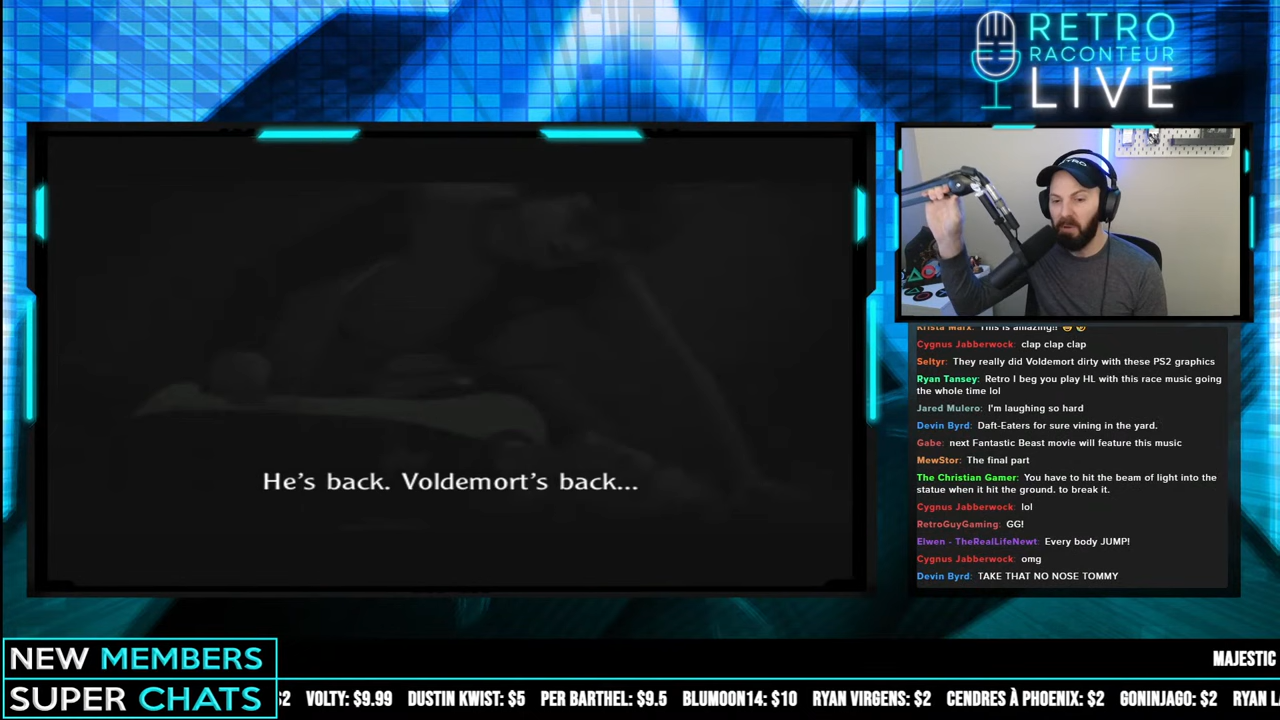 RETRO
RACONTEUR
LIVE
He's back. Voldemort's back...
Krista Marx: This is amazing!!
Cygnus Jabberwock: clap clap clap
Seltyr: They really did Voldemort dirty with these PS2 graphics
Ryan Tansey: Retro I beg you play HL with this race music going
the whole time lol
Jared Mulero: I'm laughing so hard
Devin Byrd: Daft-Eaters for sure vining in the yard.
Gabe: next Fantastic Beast movie will feature this music
MewStor: The final part
The Christian Gamer: You have to hit the beam of light into the
statue when it hit the ground. to break it.
Cygnus Jabberwock: lol
RetroGuyGaming: GG!
Elwen - TheRealLifeNewt: Every body JUMP!
Cygnus Jabberwock: omg
Devin Byrd: TAKE THAT NO NOSE TOMMY
NEW MEMBERS
MAJESTIC
SUPER CHATS
$2 VOLTY: $9.99 DUSTIN KWIST: $5 PER BARTHEL: $9.5 BLUMOON14: $10 RYAN VIRGENS: $2 CENDRES À PHOENIX: $2 GONINJAGO: $2 RYAN L